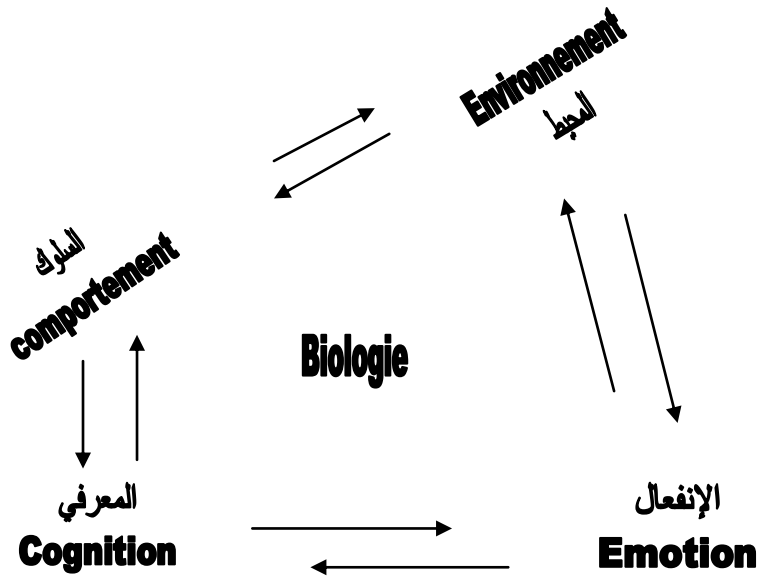 Environnement
المحيط
السلوك
comportement
Biologie
المعرفي
Cognition
الإنفعال
Emotion